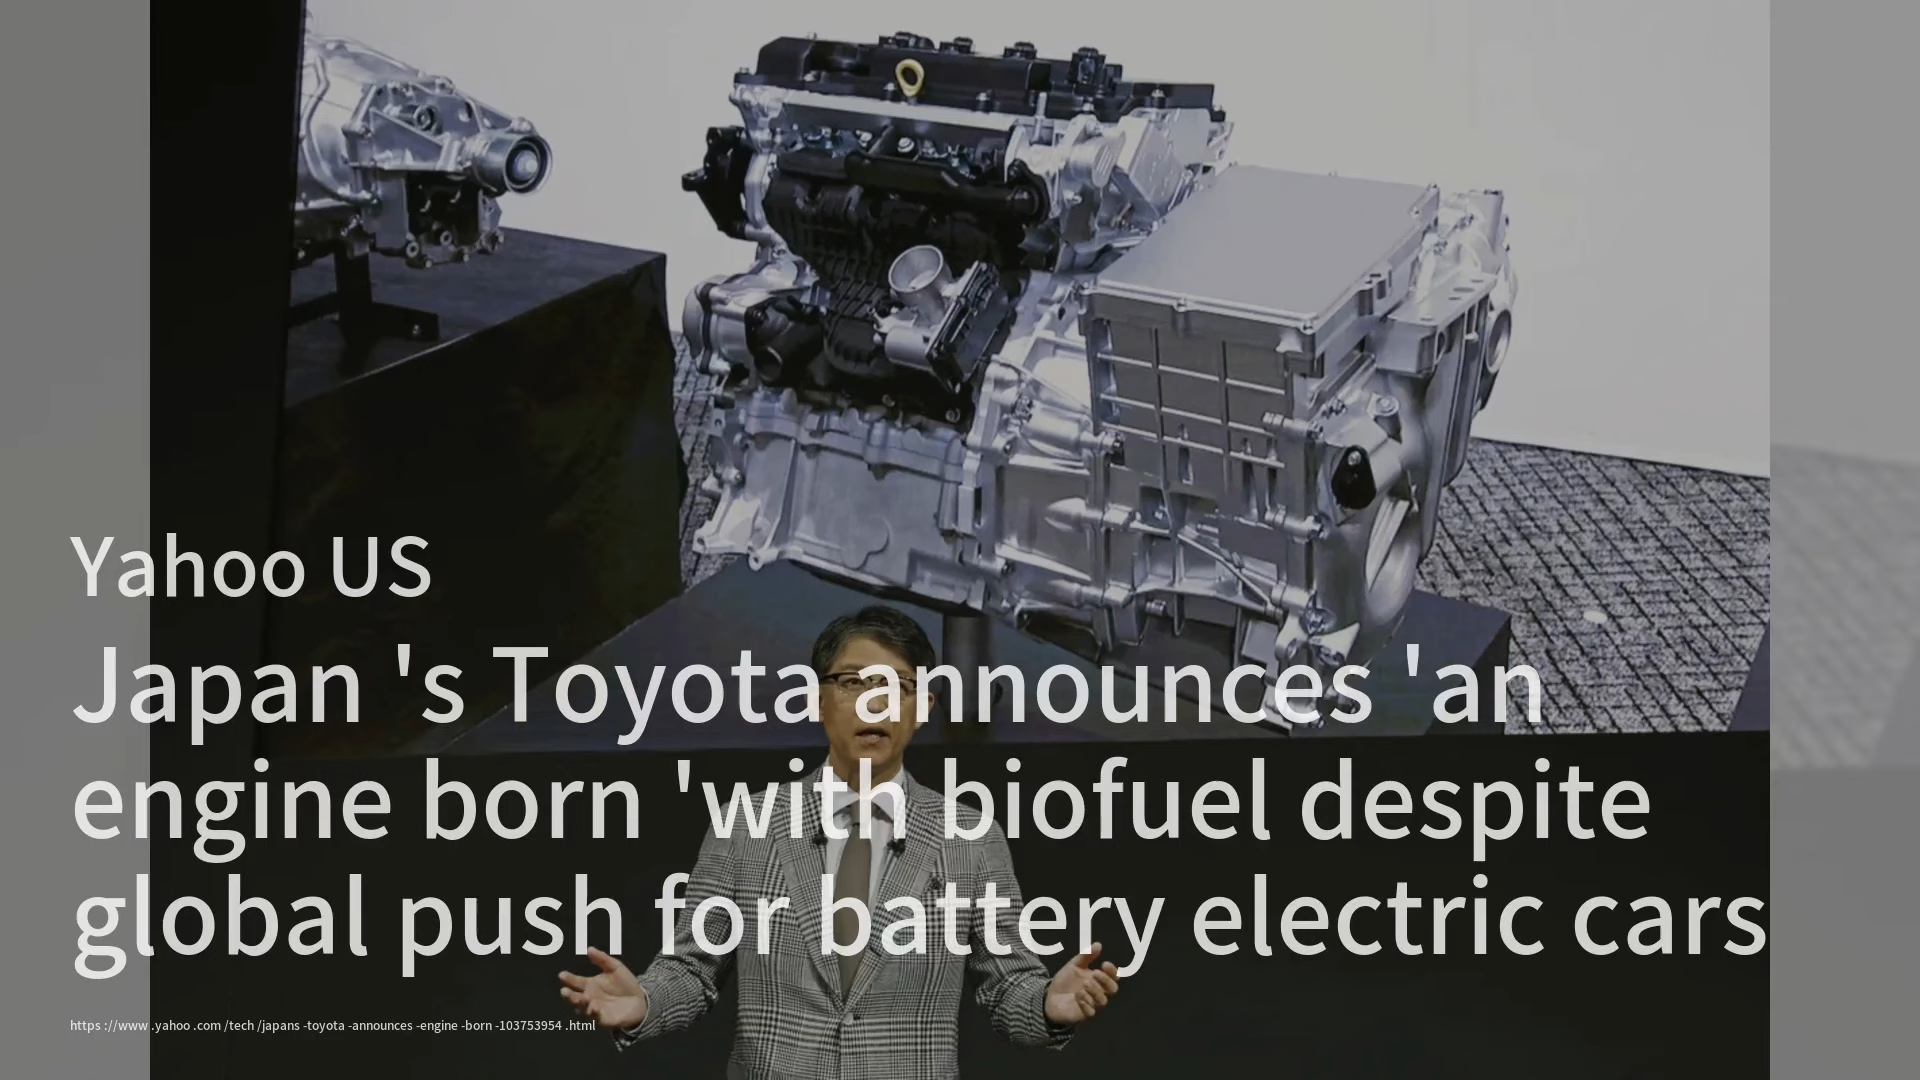 Yahoo US
Japan 's Toyota announces 'an
engine born 'with biofuel despite
global push for battery electric cars
https ://www .yahoo .com /tech /japans -toyota -announces -engine -born -103753954 .html